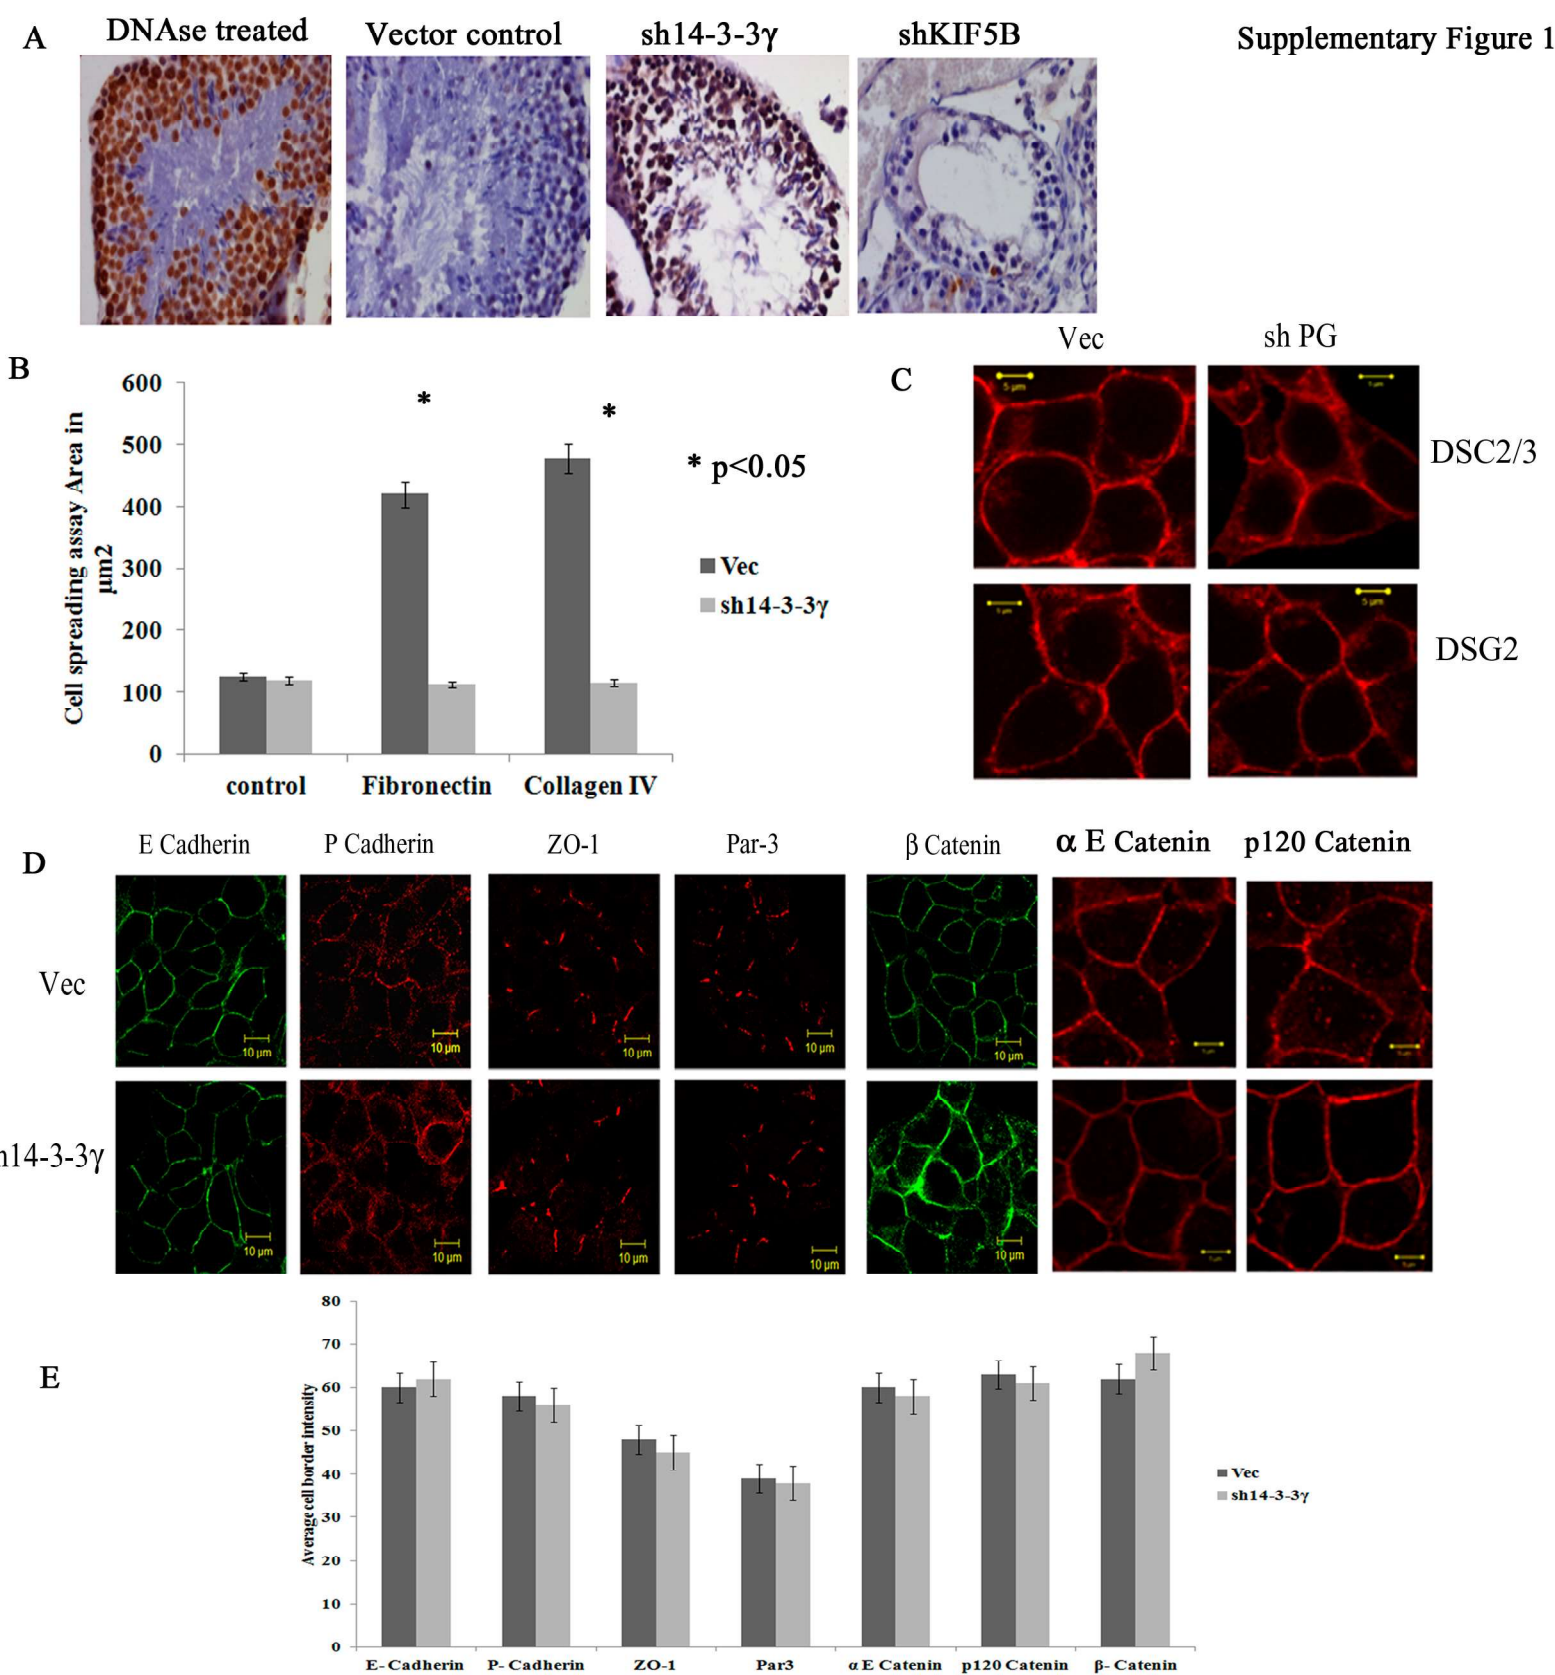 Supplementary Figure 1
A
DNAse treated
Vector control
sh14-3-3γ
shKIF5B
B
Cell spreading assay Area in
μm2
600
500
400
300
200
100
0
*
*
* p<0.05
Vec
sh14-3-3γ
control
Fibronectin
Collagen IV
C
Vec
sh PG
5 μm
DSC2/3
5 μm
DSG2
D
E Cadherin
P Cadherin
ZO-1
Par-3
β Catenin
α E Catenin
p120 Catenin
Vec
10 μm
10 μm
10 μm
10 μm
10 μm
h14-3-3γ
10 μm
10 μm
10 μm
10 μm
10 μm
E
Average cell border intensity
80
70
60
50
40
30
20
10
0
Vec
sh14-3-3γ
E- Cadherin
P- Cadherin
ZO-1
Par3
α E Catenin
p120 Catenin
β- Catenin